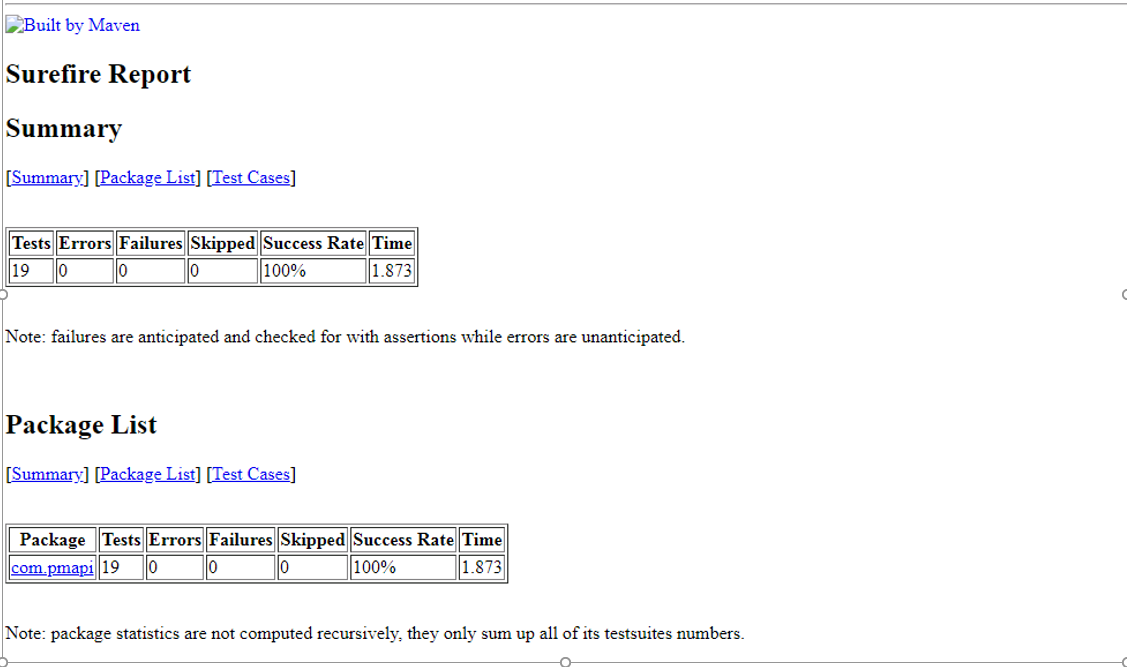 Built by Maven
Surefire Report
Summary
[Summary] [Package List] [Test Cases]
Tests Errors Failures Skipped Success Rate Time
19 0 0 0 100% 1.873
Note: failures are anticipated and checked for with assertions while errors are unanticipated.
Package List
[Summary] [Package List] [Test Cases]
Package Tests Errors Failures Skipped Success Rate Time
com.pmapi 19 0 0 0 100% 1.873
Note: package statistics are not computed recursively, they only sum up all of its testsuites numbers.